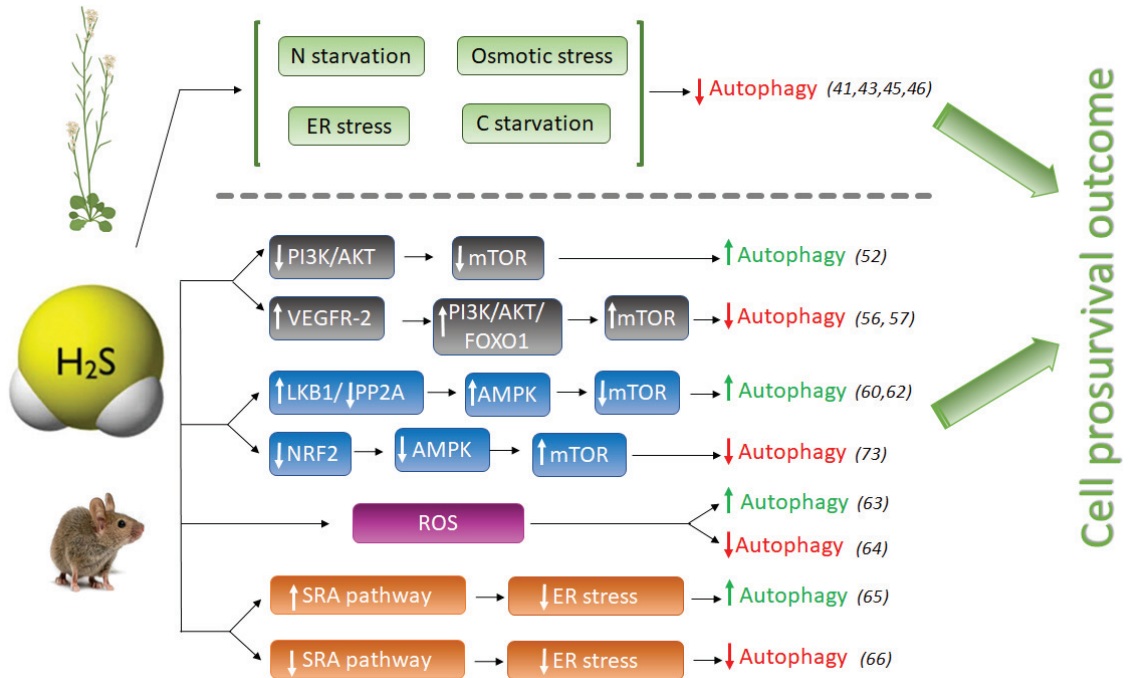 N starvation
Osmotic stress
ER stress
C starvation
↓ Autophagy (41,43,45,46)
Cell prosurvival outcome
H₂S
↓ PI3K/AKT
↓ mTOR
↑ Autophagy (52)
↑ VEGFR-2
↑ PI3K/AKT/
FOXO1
↑ mTOR
↓ Autophagy (56, 57)
↑ LKB1/↓PP2A
↑ AMPK
↓ mTOR
↑ Autophagy (60,62)
↓ NRF2
↓ AMPK
↑ mTOR
↓ Autophagy (73)
ROS
↑ Autophagy (63)
↓ Autophagy (64)
↑ SRA pathway
↓ ER stress
↑ Autophagy (65)
↓ SRA pathway
↓ ER stress
↓ Autophagy (66)